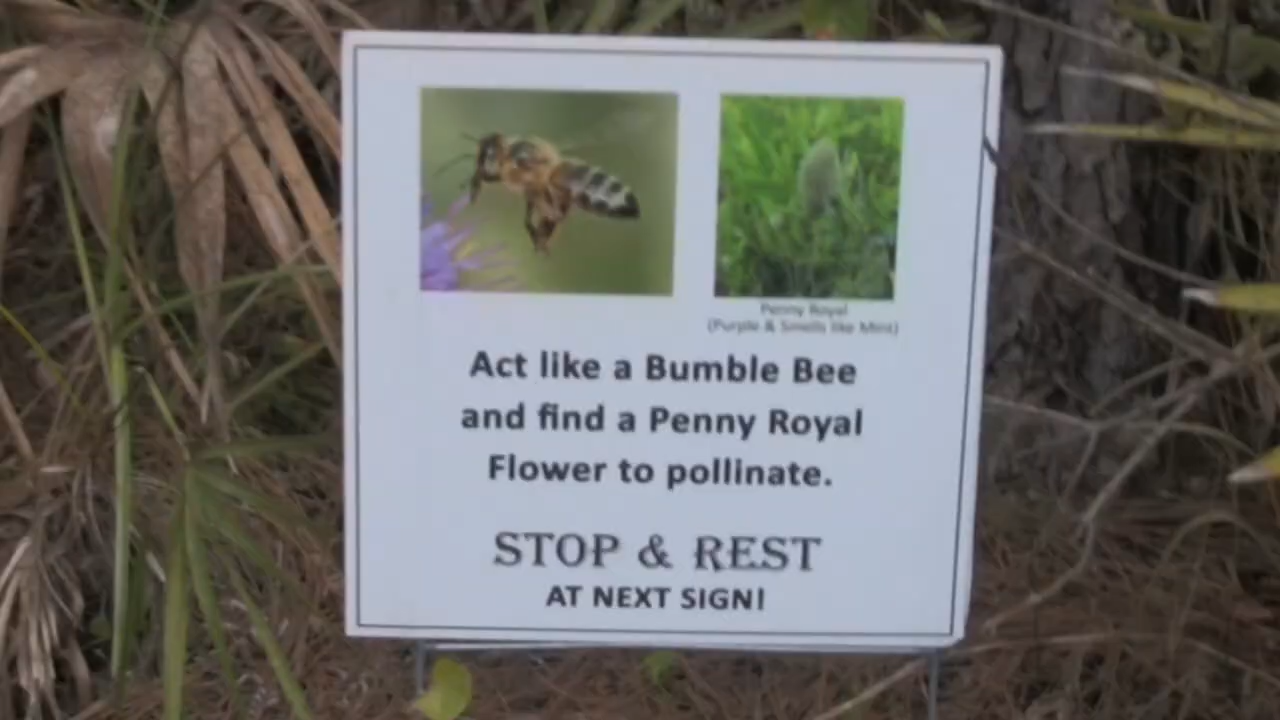 Penny Royal
(Purple & Smells like Mint)
Act like a Bumble Bee
and find a Penny Royal
Flower to pollinate.
STOP & REST
AT NEXT SIGN!